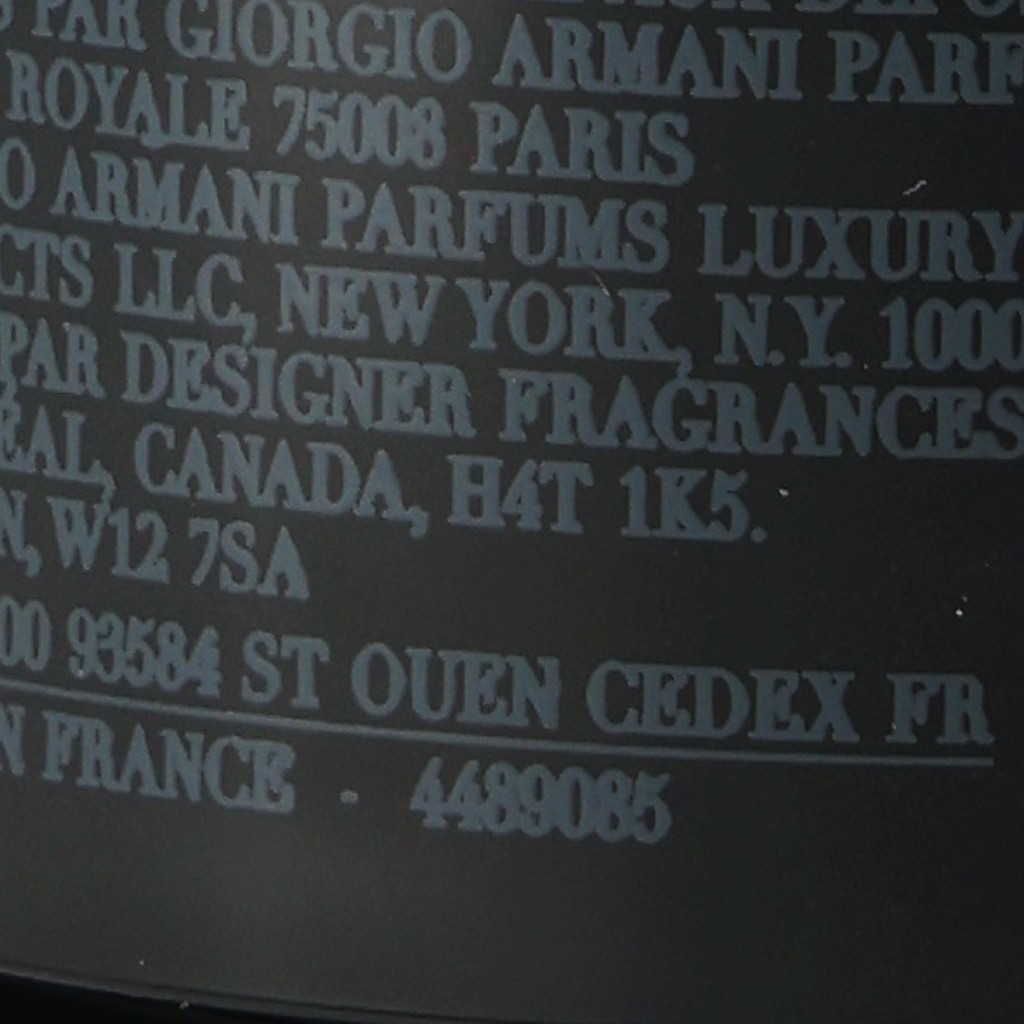 PAR GIORGIO ARMANI PARF
ROYALE 75008 PARIS
O ARMANI PARFUMS LUXURY
CTS LLC, NEW YORK, N.Y. 1000
PAR DESIGNER FRAGRANCES
ÉAL, CANADA, H4T 1K5.
N, W12 7SA
00 93584 ST OUEN CEDEX FR
N FRANCE - 4489085